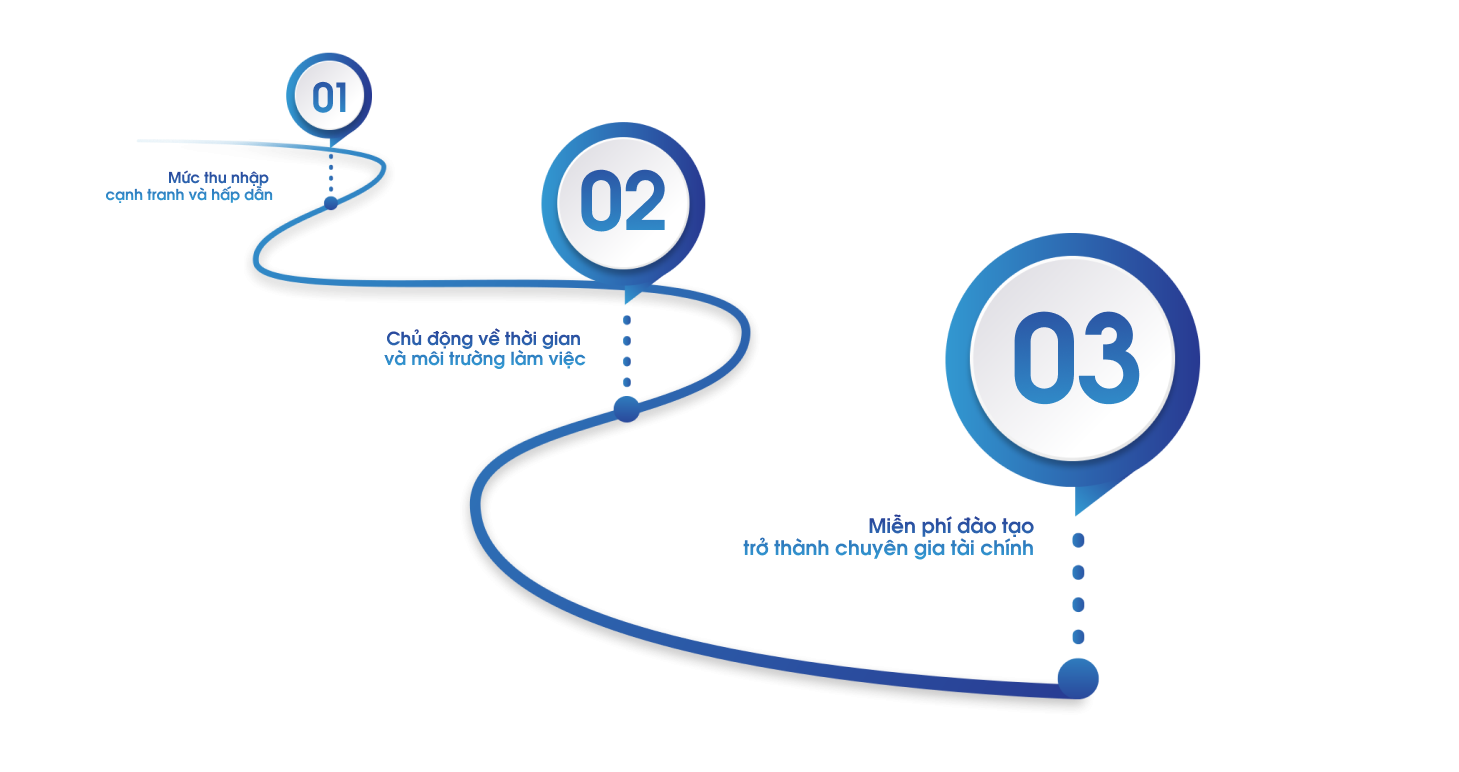 01
Mức thu nhập
cạnh tranh và hấp dẫn
02
Chủ động về thời gian
và môi trường làm việc
03
Miễn phí đào tạo
trở thành chuyên gia tài chính